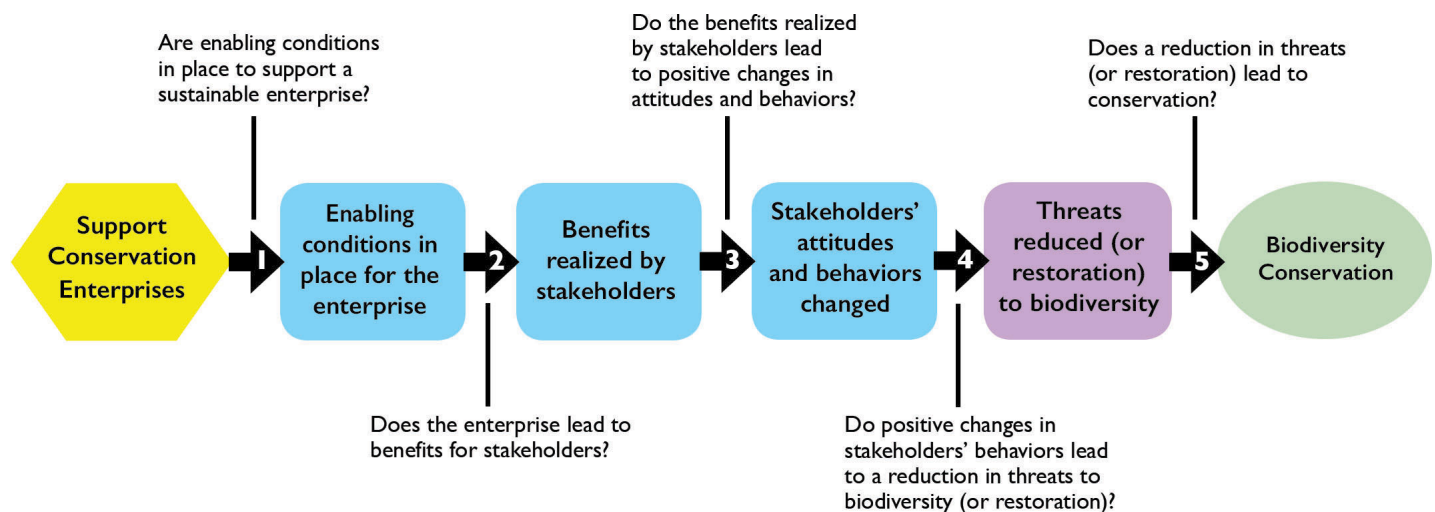 Are enabling conditions
in place to support a
sustainable enterprise?
Do the benefits realized
by stakeholders lead
to positive changes in
attitudes and behaviors?
Does a reduction in threats
(or restoration) lead to
conservation?
Support
Conservation
Enterprises
1
Enabling
conditions in
place for the
enterprise
2
Benefits
realized by
stakeholders
3
Stakeholders’
attitudes
and behaviors
changed
4
Threats
reduced (or
restoration)
to biodiversity
5
Biodiversity
Conservation
Does the enterprise lead to
benefits for stakeholders?
Do positive changes in
stakeholders’ behaviors lead
to a reduction in threats to
biodiversity (or restoration)?